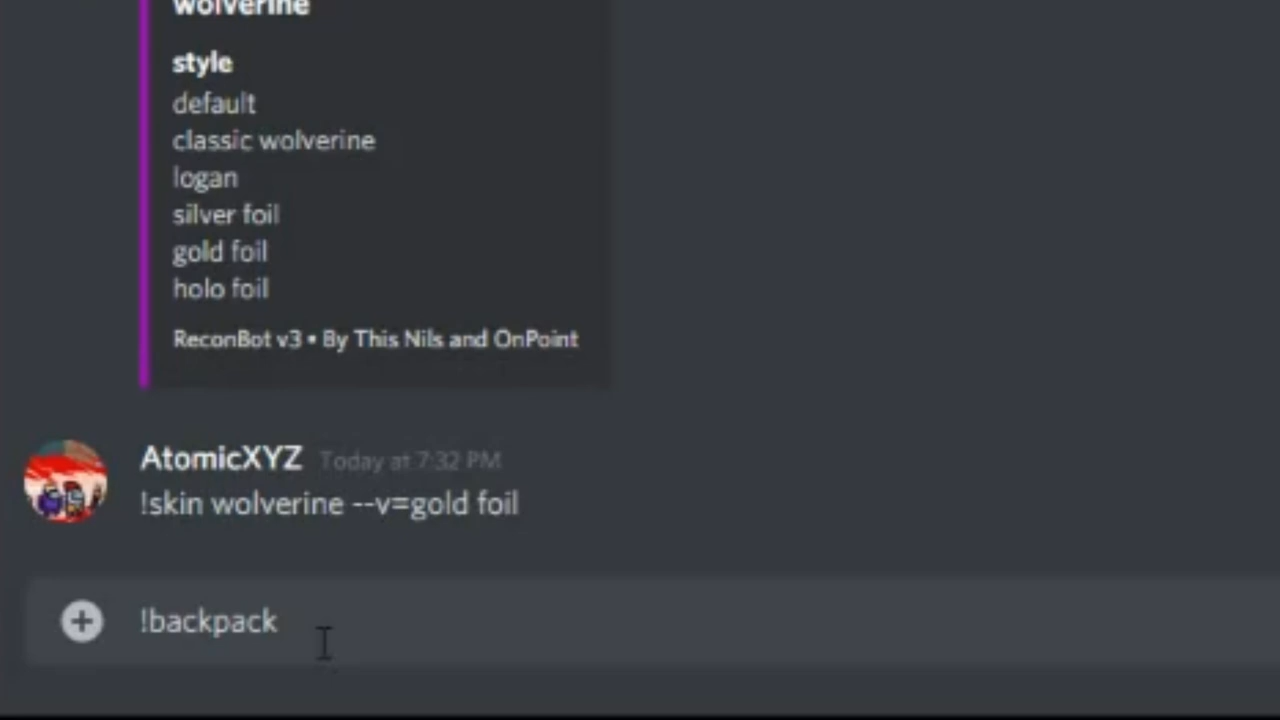 wolverine
style
default
classic wolverine
logan
silver foil
gold foil
holo foil
ReconBot v3 • By This Nils and OnPoint
AtomicXYZ Today at 7:32 PM
!skin wolverine --v=gold foil
!backpack